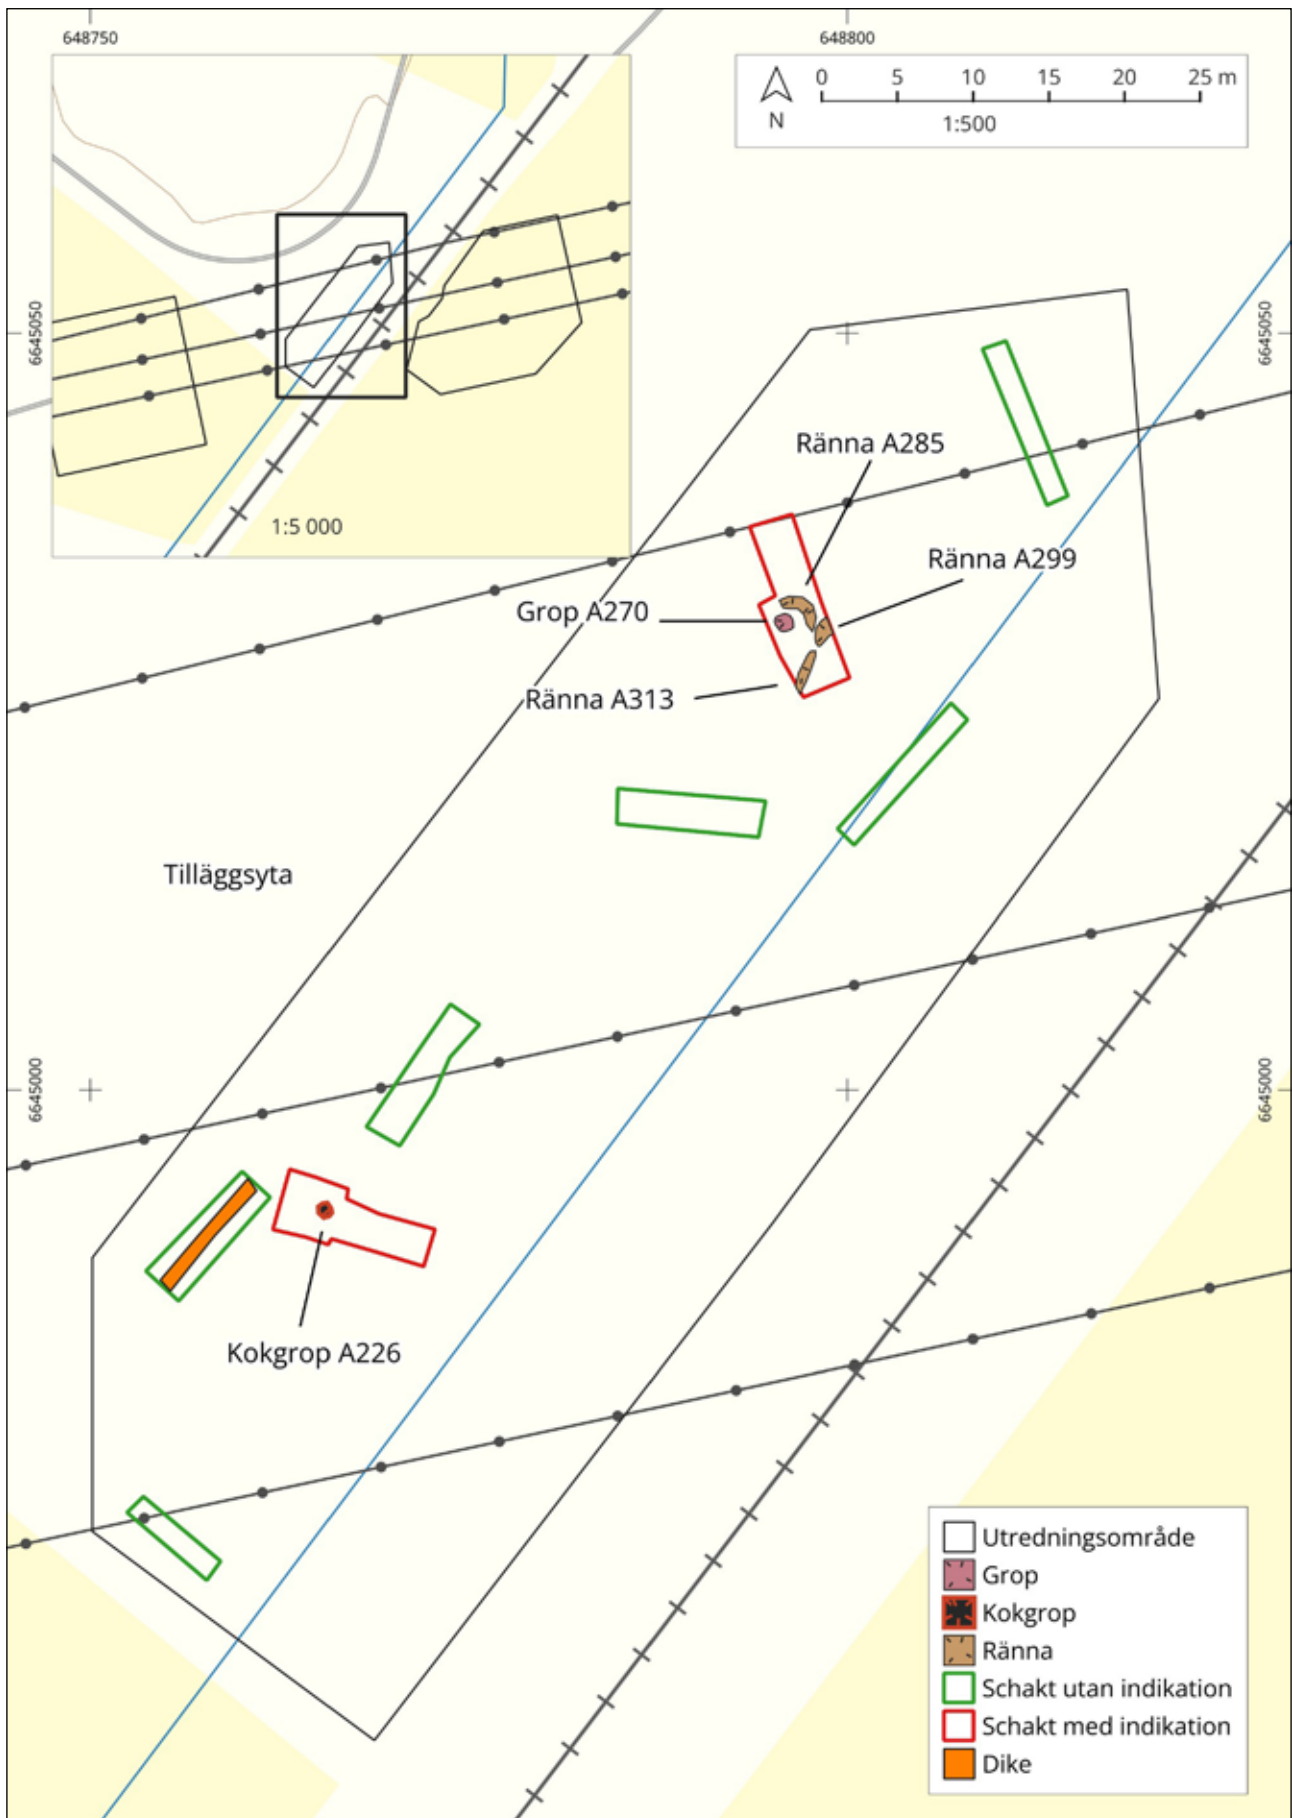 648750
648800
0 5 10 15 20 25 m
N
1:500
6645050
6645050
1:5 000
Ränna A285
Ränna A299
Grop A270
Ränna A313
Tilläggsyta
6645000
6645000
Kokgrop A226
Utredningsområde
Grop
Kokgrop
Ränna
Schakt utan indikation
Schakt med indikation
Dike